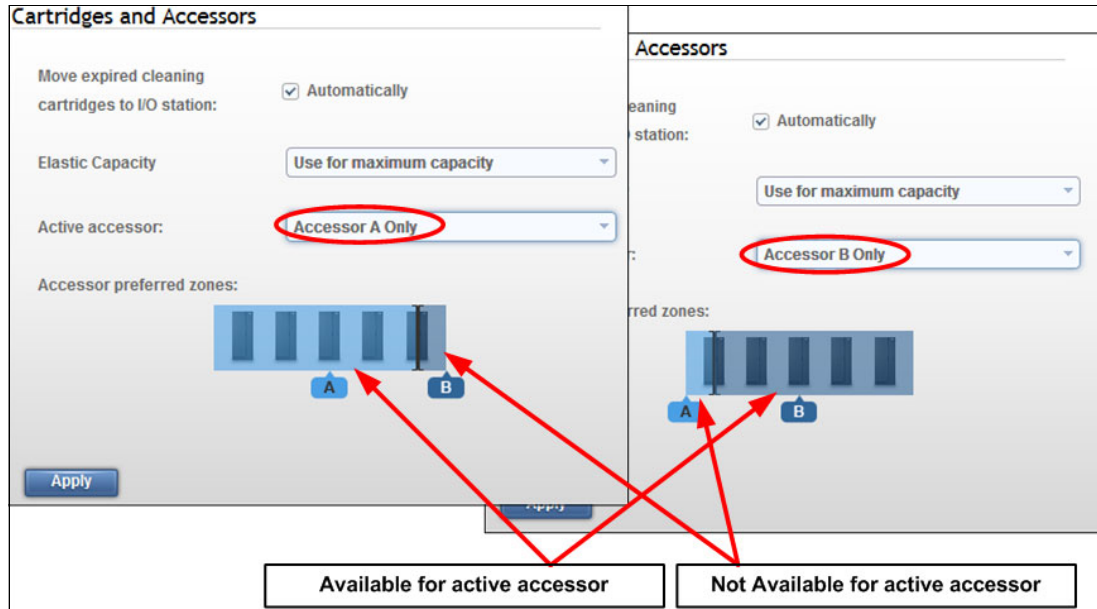 Cartridges and Accessors
Move expired cleaning
cartridges to I/O station:
Automatically
Elastic Capacity
Use for maximum capacity
Active accessor:
Accessor A Only
Accessor preferred zones:
A
B
Apply
Accessors
eaning
station:
Automatically
Use for maximum capacity
r:
Accessor B Only
rred zones:
A
B
Apply
Available for active accessor
Not Available for active accessor